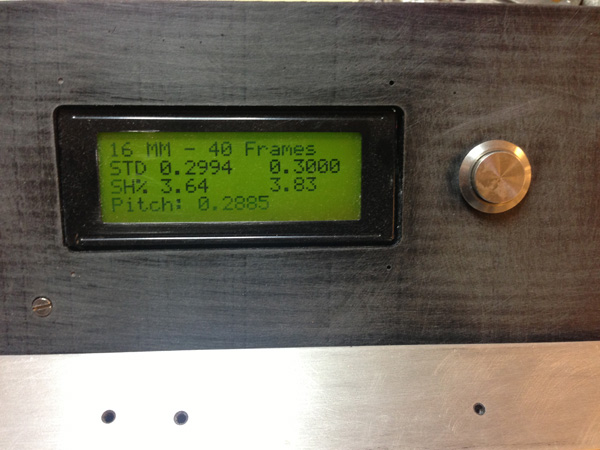 16 MM - 40 Frames
STD 0.2994 0.3000
SH% 3.64 3.83
Pitch: 0.2885